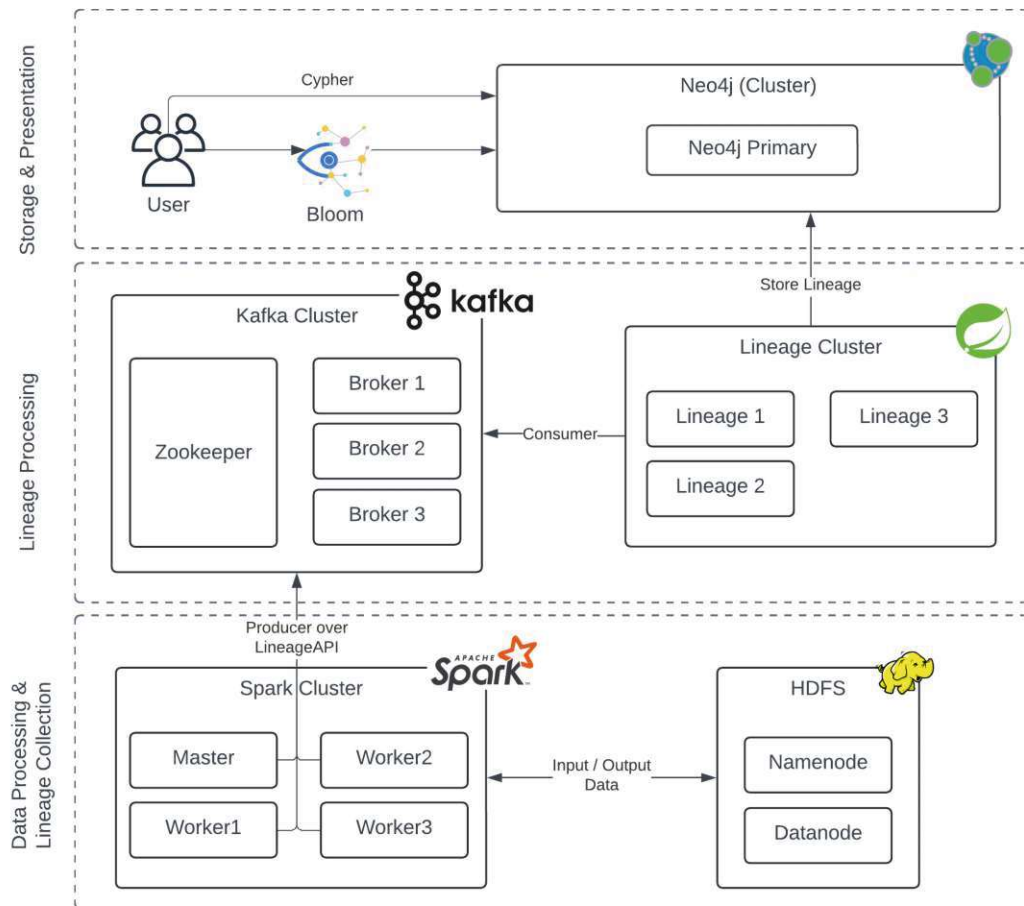 Storage & Presentation
Cypher
User
Bloom
Neo4j (Cluster)
Neo4j Primary
Store Lineage
Lineage Processing
Kafka Cluster
kafka
Zookeeper
Broker 1
Broker 2
Broker 3
Consumer
Lineage Cluster
Lineage 1
Lineage 3
Lineage 2
Producer over
LineageAPI
Data Processing &
Lineage Collection
Spark Cluster
APACHE
Spark
Master
Worker2
Worker1
Worker3
Input / Output
Data
HDFS
Namenode
Datanode